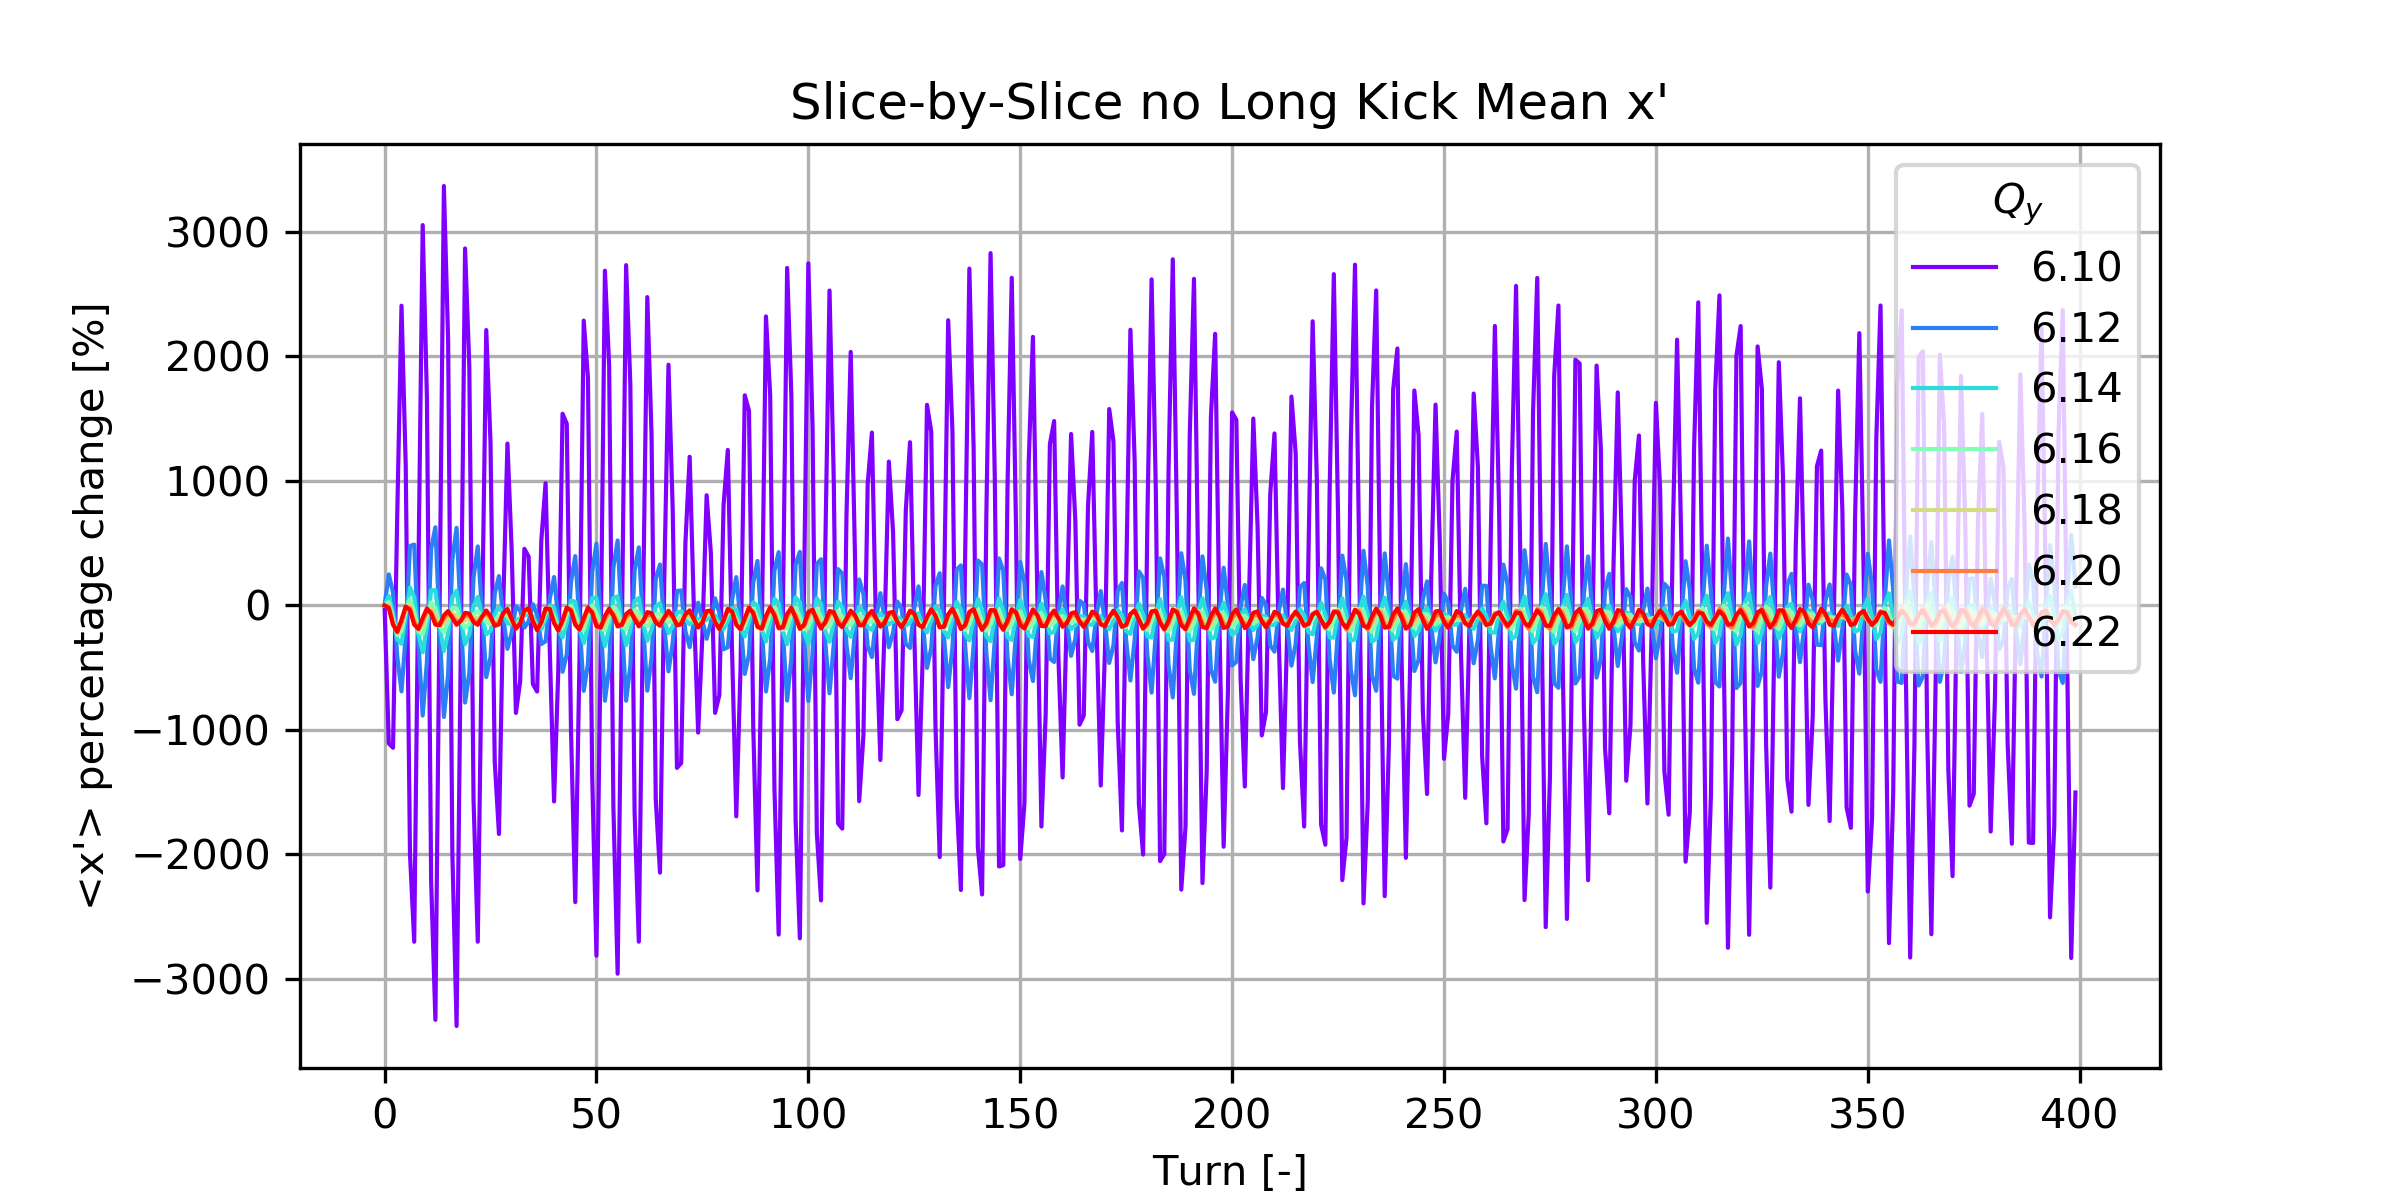 Slice-by-Slice no Long Kick Mean x'
<x'> percentage change [%]
3000
2000
1000
0
−1000
−2000
−3000
0 50 100 150 200 250 300 350 400
Turn [-]
Qy
6.10
6.12
6.14
6.16
6.18
6.20
6.22